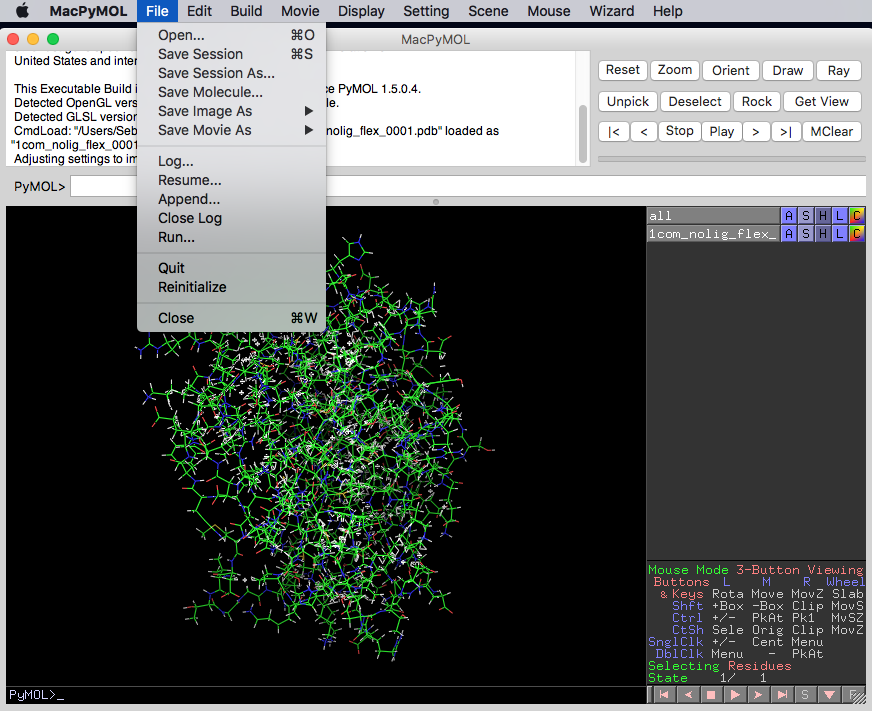 MacPyMOL File Edit Build Movie Display Setting Scene Mouse Wizard Help
MacPyMOL
United States and inter
This Executable Build i
ce PyMOL 1.5.0.4.
Detected OpenGL vers
le.
Detected GLSL version
CmdLoad: "/Users/Seb
nolig_flex_0001.pdb" loaded as
"1com_nolig_flex_0001
Adjusting settings to im
PyMOL>
Open... ⌘O
Save Session ⌘S
Save Session As...
Save Molecule...
Save Image As ▶
Save Movie As ▶
Log...
Resume...
Append...
Close Log
Run...
Quit
Reinitialize
Close ⌘W
Reset Zoom Orient Draw Ray
Unpick Deselect Rock Get View
|< < Stop Play > >| MClear
all A S H L C
1com_nolig_flex_ A S H L C
Mouse Mode 3-Button Viewing
Buttons L M R Wheel
& Keys Rota Move MovZ Slab
Shft +Box -Box Clip MovS
Ctrl +/- PkAt Pk1 MvSZ
CtSh Sele Orig Clip MovZ
SnglClk +/- Cent Menu
DblClk Menu - PkAt
Selecting Residues
State 1/ 1
S F
PyMOL>_